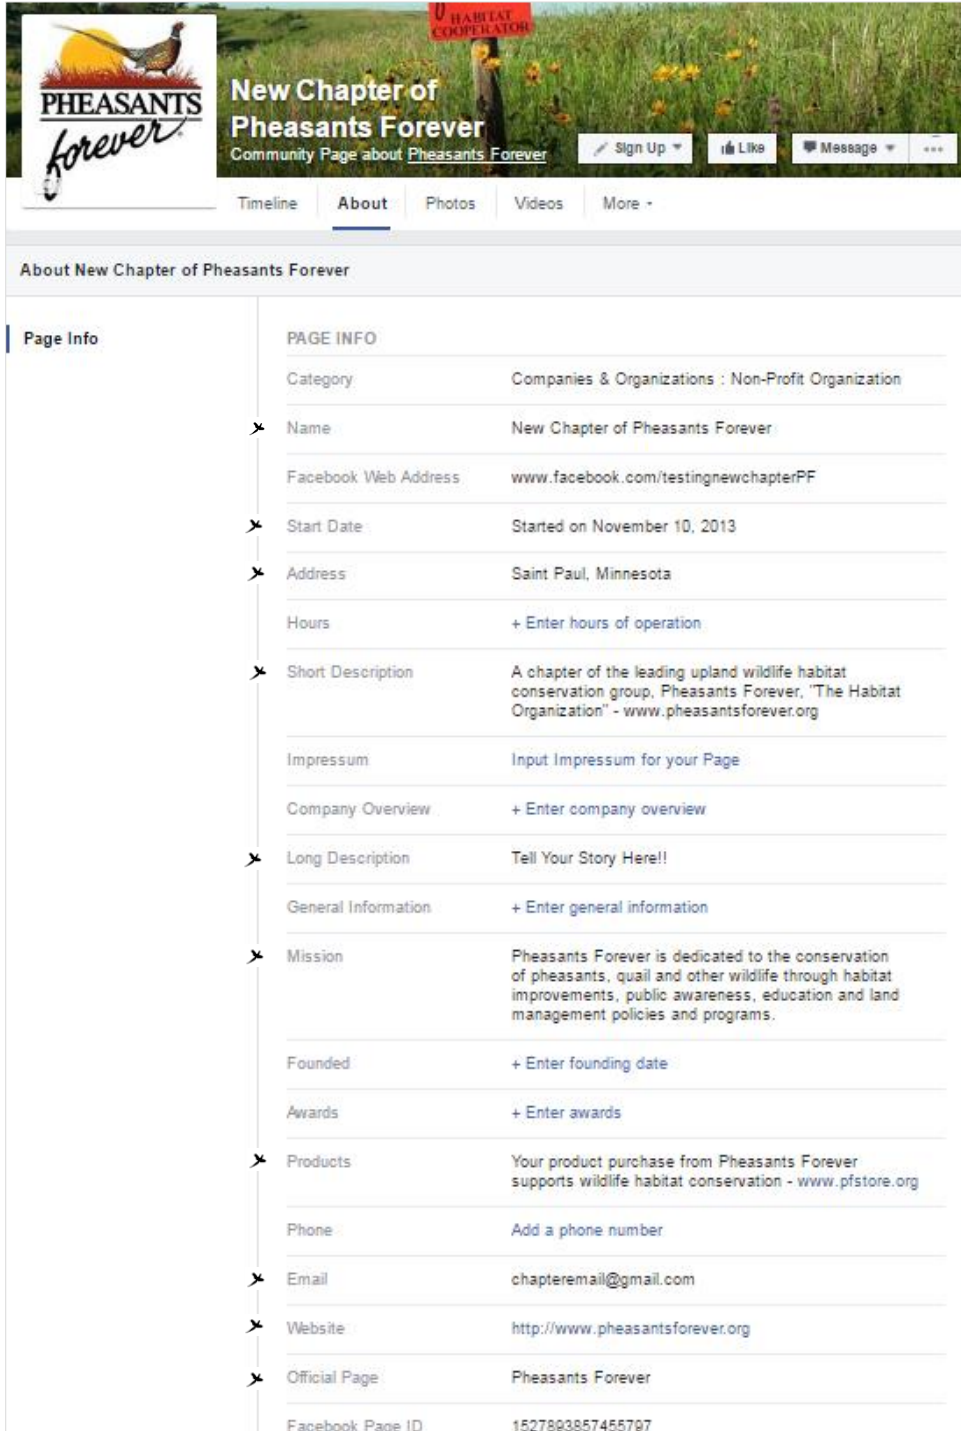 HABITAT
COOPERATOR
PHEASANTS
forever
New Chapter of
Pheasants Forever
Community Page about Pheasants Forever
Sign Up
Like
Message
Timeline
About
Photos
Videos
More
About New Chapter of Pheasants Forever
Page Info
PAGE INFO
Category Companies & Organizations : Non-Profit Organization
Name New Chapter of Pheasants Forever
Facebook Web Address www.facebook.com/testingnewchapterPF
Start Date Started on November 10, 2013
Address Saint Paul, Minnesota
Hours + Enter hours of operation
Short Description A chapter of the leading upland wildlife habitat
conservation group, Pheasants Forever, "The Habitat
Organization" - www.pheasantsforever.org
Impressum Input Impressum for your Page
Company Overview + Enter company overview
Long Description Tell Your Story Here!!
General Information + Enter general information
Mission Pheasants Forever is dedicated to the conservation
of pheasants, quail and other wildlife through habitat
improvements, public awareness, education and land
management policies and programs.
Founded + Enter founding date
Awards + Enter awards
Products Your product purchase from Pheasants Forever
supports wildlife habitat conservation - www.pfstore.org
Phone Add a phone number
Email chapteremail@gmail.com
Website http://www.pheasantsforever.org
Official Page Pheasants Forever
Facebook Page ID 1527893857455797